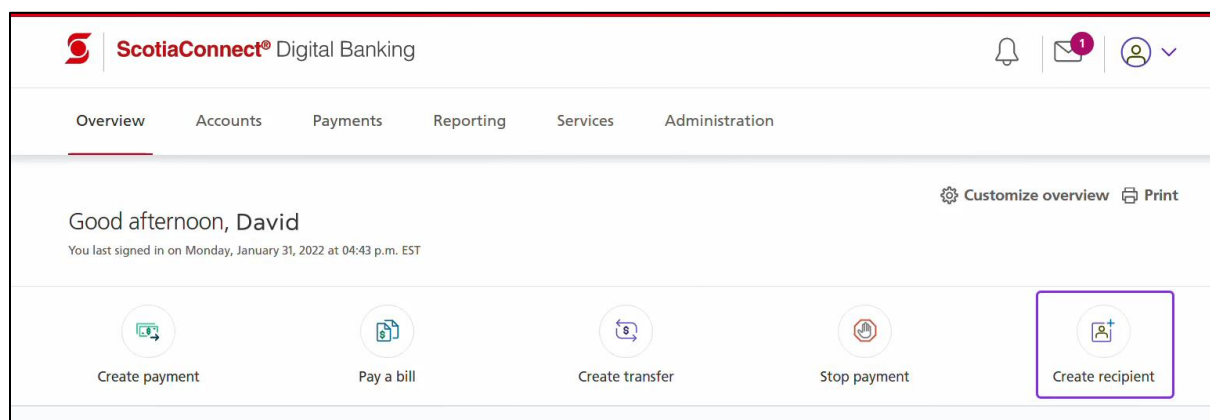 ScotiaConnect® Digital Banking
1
Overview Accounts Payments Reporting Services Administration
Customize overview Print
Good afternoon, David
You last signed in on Monday, January 31, 2022 at 04:43 p.m. EST
Create payment Pay a bill Create transfer Stop payment Create recipient